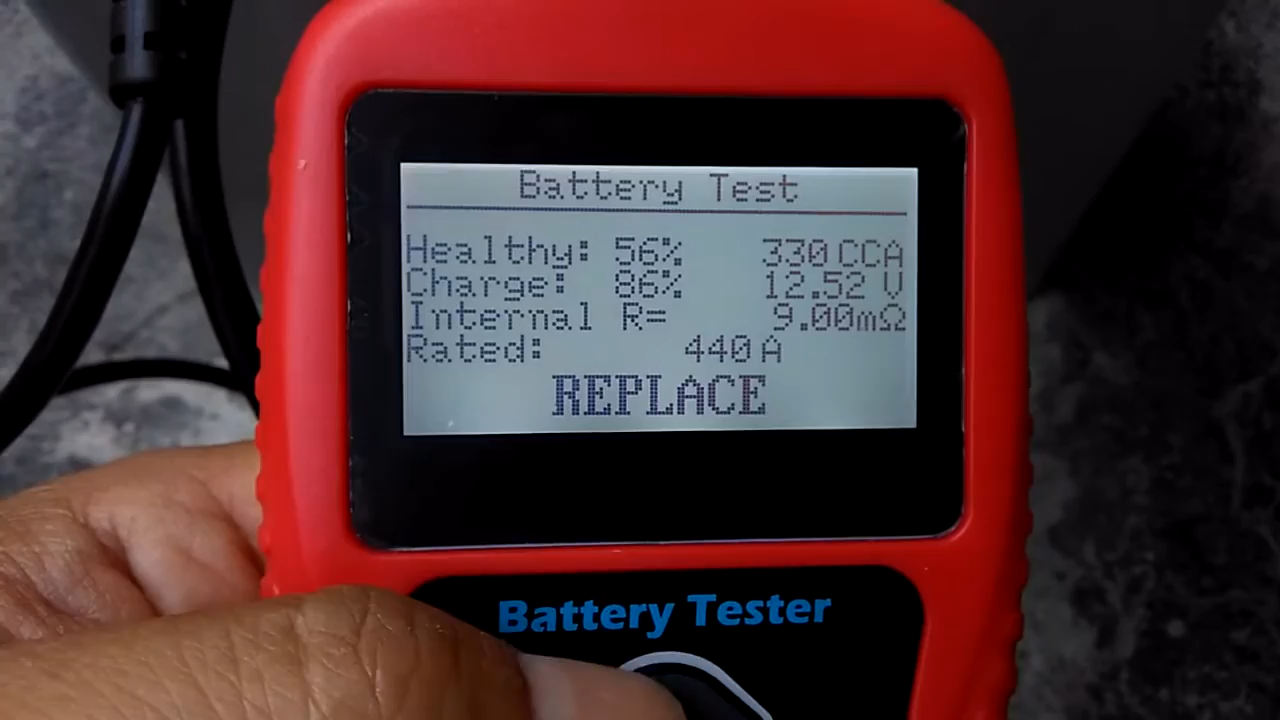 Battery Test
Healthy: 56% 330 CCA
Charge: 86% 12.52 V
Internal R= 9.00mΩ
Rated: 440 A
REPLACE
Battery Tester